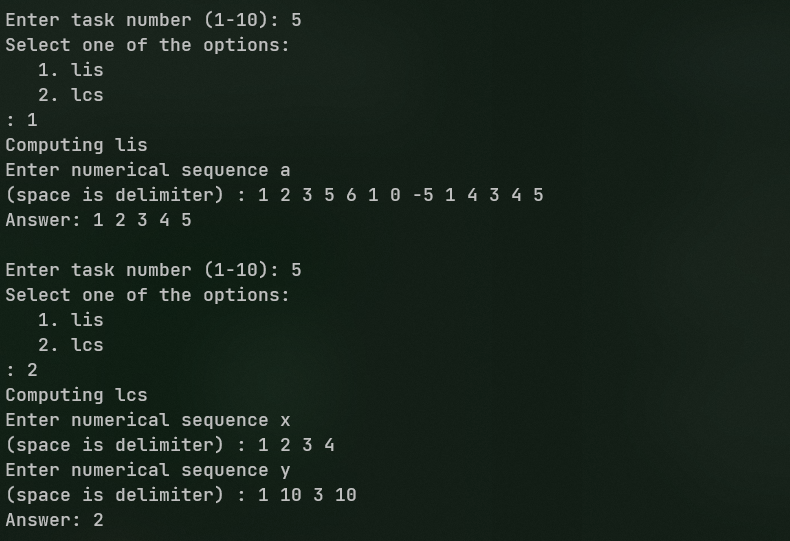 Enter task number (1-10): 5
Select one of the options:
   1. lis
   2. lcs
: 1
Computing lis
Enter numerical sequence a
(space is delimiter) : 1 2 3 5 6 1 0 -5 1 4 3 4 5
Answer: 1 2 3 4 5

Enter task number (1-10): 5
Select one of the options:
   1. lis
   2. lcs
: 2
Computing lcs
Enter numerical sequence x
(space is delimiter) : 1 2 3 4
Enter numerical sequence y
(space is delimiter) : 1 10 3 10
Answer: 2